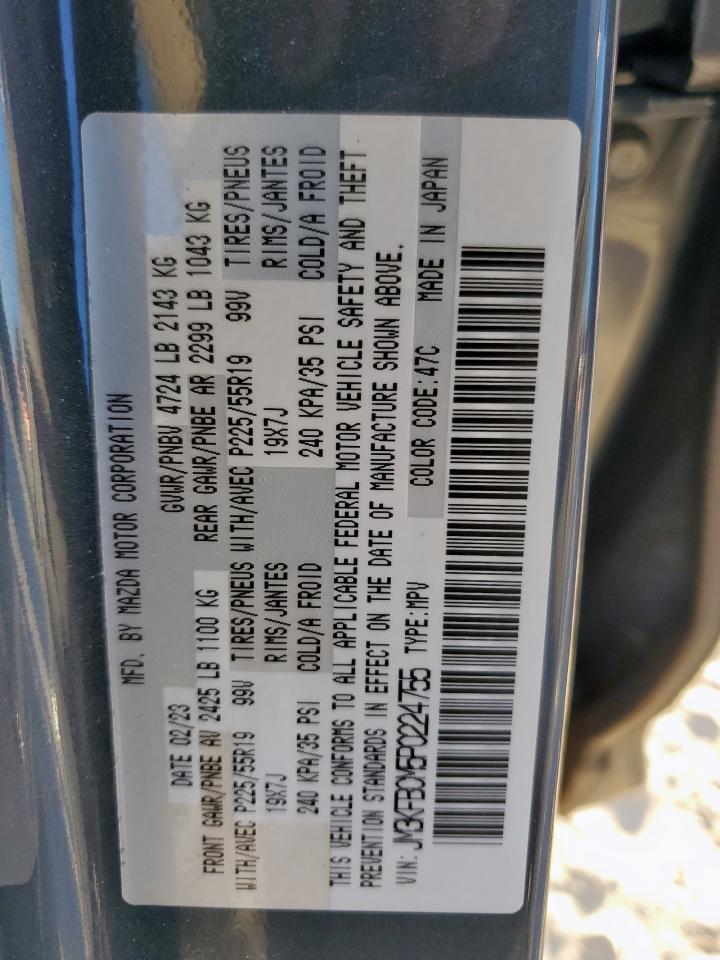 MFD. BY MAZDA MOTOR CORPORATION
DATE 02/23 GVWR/PNBV 4724 LB 2143 KG
FRONT GAWR/PNBE AV 2425 LB 1100 KG REAR GAWR/PNBE AR 2299 LB 1043 KG
WITH/AVEC P225/55R19 99V TIRES/PNEUS WITH/AVEC P225/55R19 99V TIRES/PNEUS
19X7J RIMS/JANTES 19X7J RIMS/JANTES
240 KPA/35 PSI COLD/A FROID 240 KPA/35 PSI COLD/A FROID
THIS VEHICLE CONFORMS TO ALL APPLICABLE FEDERAL MOTOR VEHICLE SAFETY AND THEFT
PREVENTION STANDARDS IN EFFECT ON THE DATE OF MANUFACTURE SHOWN ABOVE.
VIN: JM3KFBCM5P0224755 TYPE:MPV COLOR CODE:47C MADE IN JAPAN